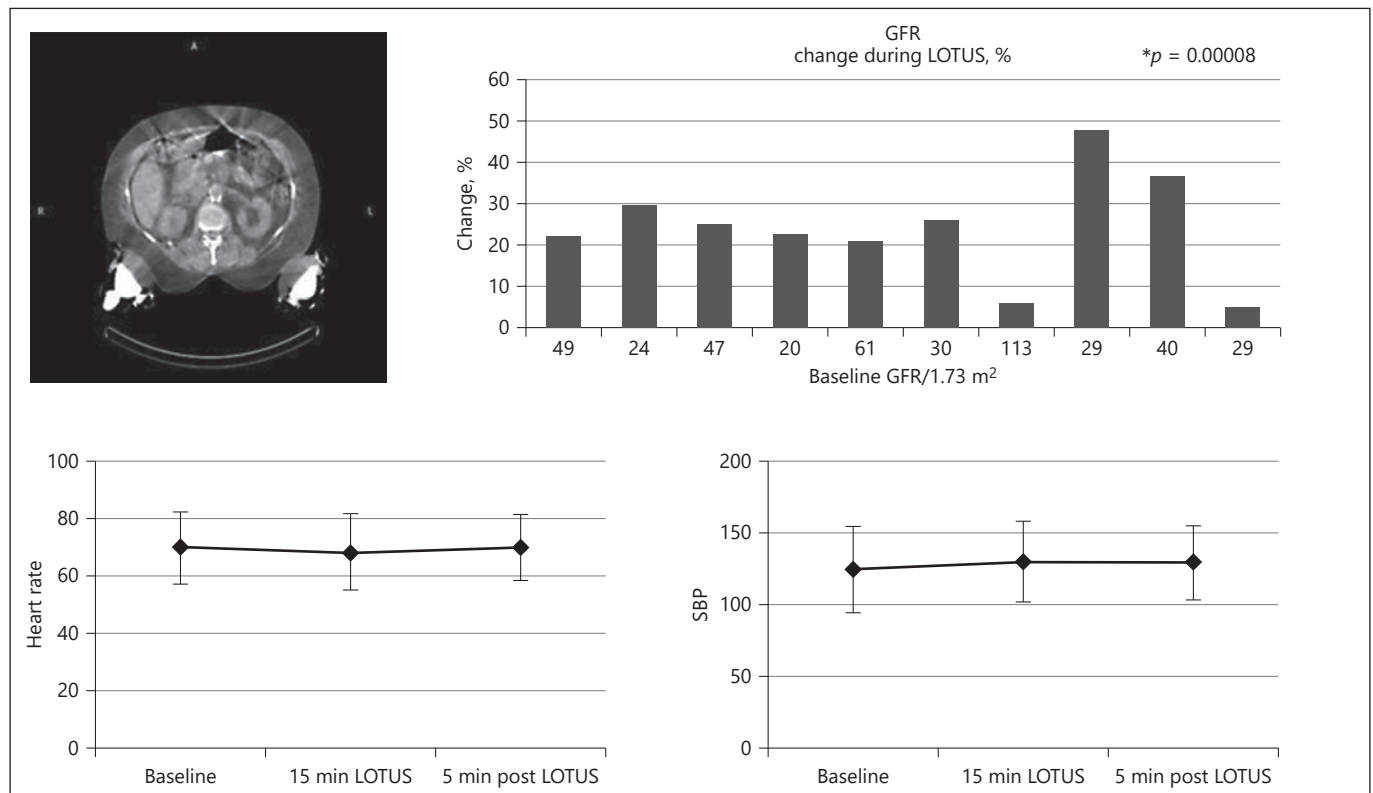 A
R
L
GFR
change during LOTUS, %
*p = 0.00008
60
50
40
30
20
10
0
Change, %
49 24 47 20 61 30 113 29 40 29
Baseline GFR/1.73 m²
100
80
60
40
20
0
Heart rate
Baseline 15 min LOTUS 5 min post LOTUS
200
150
100
50
0
SBP
Baseline 15 min LOTUS 5 min post LOTUS